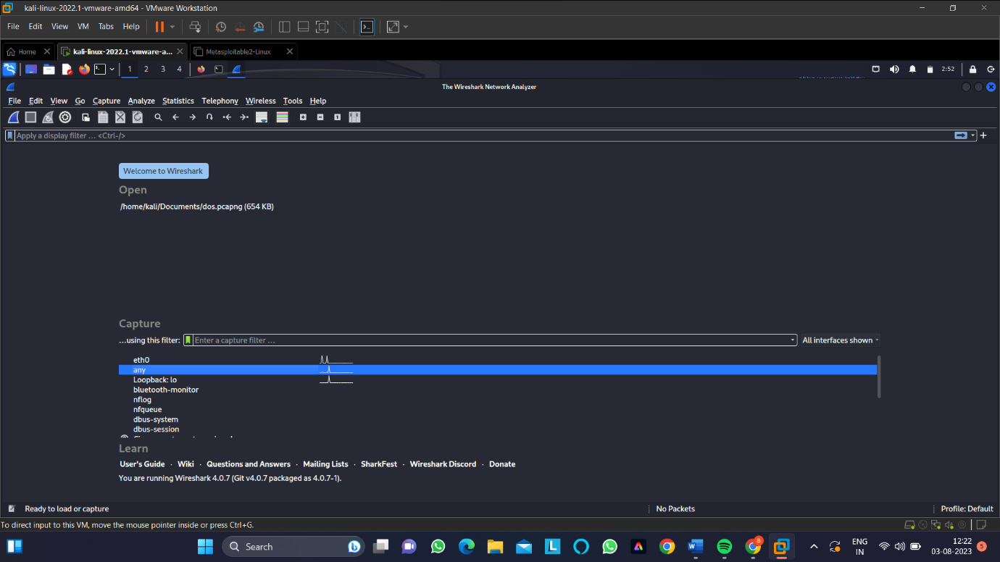 kali-linux-2022.1-vmware-amd64 - VMware Workstation
File Edit View VM Tabs Help
Home kali-linux-2022.1-vmware-a... Metasploitable2-Linux
1 2 3 4 2:52
The Wireshark Network Analyzer
File Edit View Go Capture Analyze Statistics Telephony Wireless Tools Help
Apply a display filter ... <Ctrl-/>
Welcome to Wireshark
Open
/home/kali/Documents/dos.pcapng (654 KB)
Capture
...using this filter: Enter a capture filter ... All interfaces shown
eth0
any
Loopback: lo
bluetooth-monitor
nflog
nfqueue
dbus-system
dbus-session
Learn
User's Guide · Wiki · Questions and Answers · Mailing Lists · SharkFest · Wireshark Discord · Donate
You are running Wireshark 4.0.7 (Git v4.0.7 packaged as 4.0.7-1).
Ready to load or capture No Packets Profile: Default
To direct input to this VM, move the mouse pointer inside or press Ctrl+G.
Search 8 ENG IN 12:22 03-08-2023 5